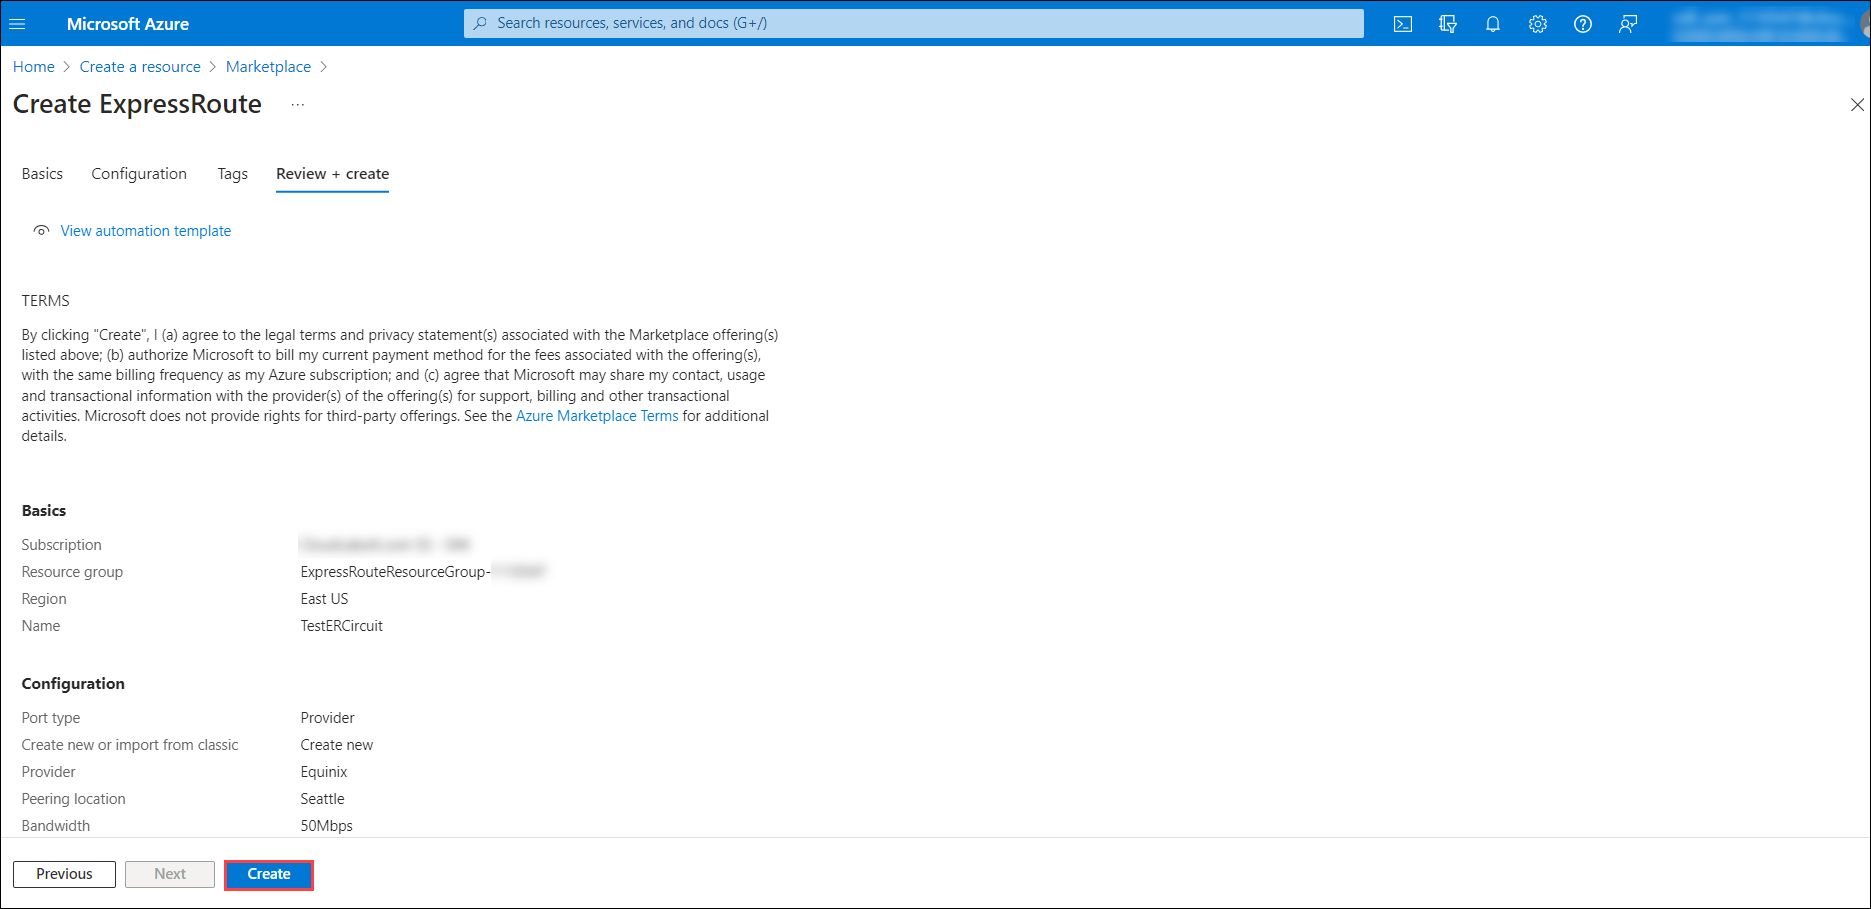 Microsoft Azure
Search resources, services, and docs (G+/)
Home > Create a resource > Marketplace >
Create ExpressRoute ...
Basics Configuration Tags Review + create
View automation template
TERMS
By clicking "Create", I (a) agree to the legal terms and privacy statement(s) associated with the Marketplace offering(s)
listed above; (b) authorize Microsoft to bill my current payment method for the fees associated with the offering(s),
with the same billing frequency as my Azure subscription; and (c) agree that Microsoft may share my contact, usage
and transactional information with the provider(s) of the offering(s) for support, billing and other transactional
activities. Microsoft does not provide rights for third-party offerings. See the Azure Marketplace Terms for additional
details.
Basics
Subscription
Resource group ExpressRouteResourceGroup-
Region East US
Name TestERCircuit
Configuration
Port type Provider
Create new or import from classic Create new
Provider Equinix
Peering location Seattle
Bandwidth 50Mbps
Previous Next Create